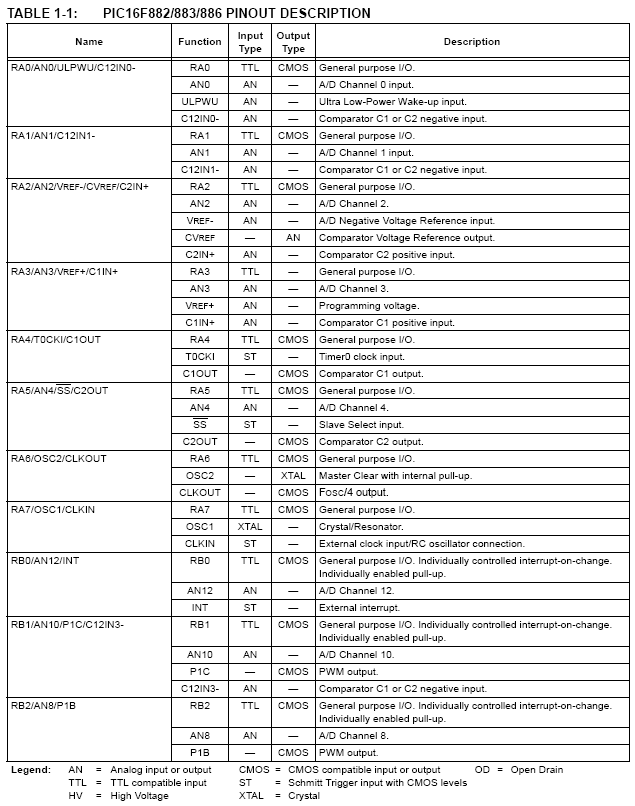 TABLE 1-1: PIC16F882/883/886 PINOUT DESCRIPTION
Name Function Input Type Output Type Description
RA0/AN0/ULPWU/C12IN0- RA0 TTL CMOS General purpose I/O.
AN0 AN — A/D Channel 0 input.
ULPWU AN — Ultra Low-Power Wake-up input.
C12IN0- AN — Comparator C1 or C2 negative input.
RA1/AN1/C12IN1- RA1 TTL CMOS General purpose I/O.
AN1 AN — A/D Channel 1 input.
C12IN1- AN — Comparator C1 or C2 negative input.
RA2/AN2/VREF-/CVREF/C2IN+ RA2 TTL CMOS General purpose I/O.
AN2 AN — A/D Channel 2.
VREF- AN — A/D Negative Voltage Reference input.
CVREF — AN Comparator Voltage Reference output.
C2IN+ AN — Comparator C2 positive input.
RA3/AN3/VREF+/C1IN+ RA3 TTL — General purpose I/O.
AN3 AN — A/D Channel 3.
VREF+ AN — Programming voltage.
C1IN+ AN — Comparator C1 positive input.
RA4/T0CKI/C1OUT RA4 TTL CMOS General purpose I/O.
T0CKI ST — Timer0 clock input.
C1OUT — CMOS Comparator C1 output.
RA5/AN4/SS/C2OUT RA5 TTL CMOS General purpose I/O.
AN4 AN — A/D Channel 4.
SS ST — Slave Select input.
C2OUT — CMOS Comparator C2 output.
RA6/OSC2/CLKOUT RA6 TTL CMOS General purpose I/O.
OSC2 — XTAL Master Clear with internal pull-up.
CLKOUT — CMOS FOSC/4 output.
RA7/OSC1/CLKIN RA7 TTL CMOS General purpose I/O.
OSC1 XTAL — Crystal/Resonator.
CLKIN ST — External clock input/RC oscillator connection.
RB0/AN12/INT RB0 TTL CMOS General purpose I/O. Individually controlled interrupt-on-change.
Individually enabled pull-up.
AN12 AN — A/D Channel 12.
INT ST — External interrupt.
RB1/AN10/P1C/C12IN3- RB1 TTL CMOS General purpose I/O. Individually controlled interrupt-on-change.
Individually enabled pull-up.
AN10 AN — A/D Channel 10.
P1C — CMOS PWM output.
C12IN3- AN — Comparator C1 or C2 negative input.
RB2/AN8/P1B RB2 TTL CMOS General purpose I/O. Individually controlled interrupt-on-change.
Individually enabled pull-up.
AN8 AN — A/D Channel 8.
P1B — CMOS PWM output.
Legend: AN = Analog input or output CMOS = CMOS compatible input or output OD = Open Drain
TTL = TTL compatible input ST = Schmitt Trigger input with CMOS levels
HV = High Voltage XTAL = Crystal